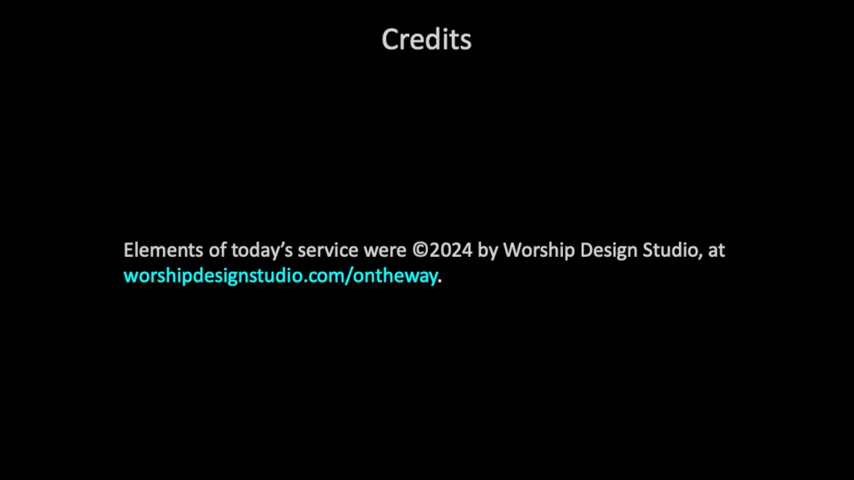 Credits
Elements of today’s service were ©2024 by Worship Design Studio, at
worshipdesignstudio.com/ontheway.